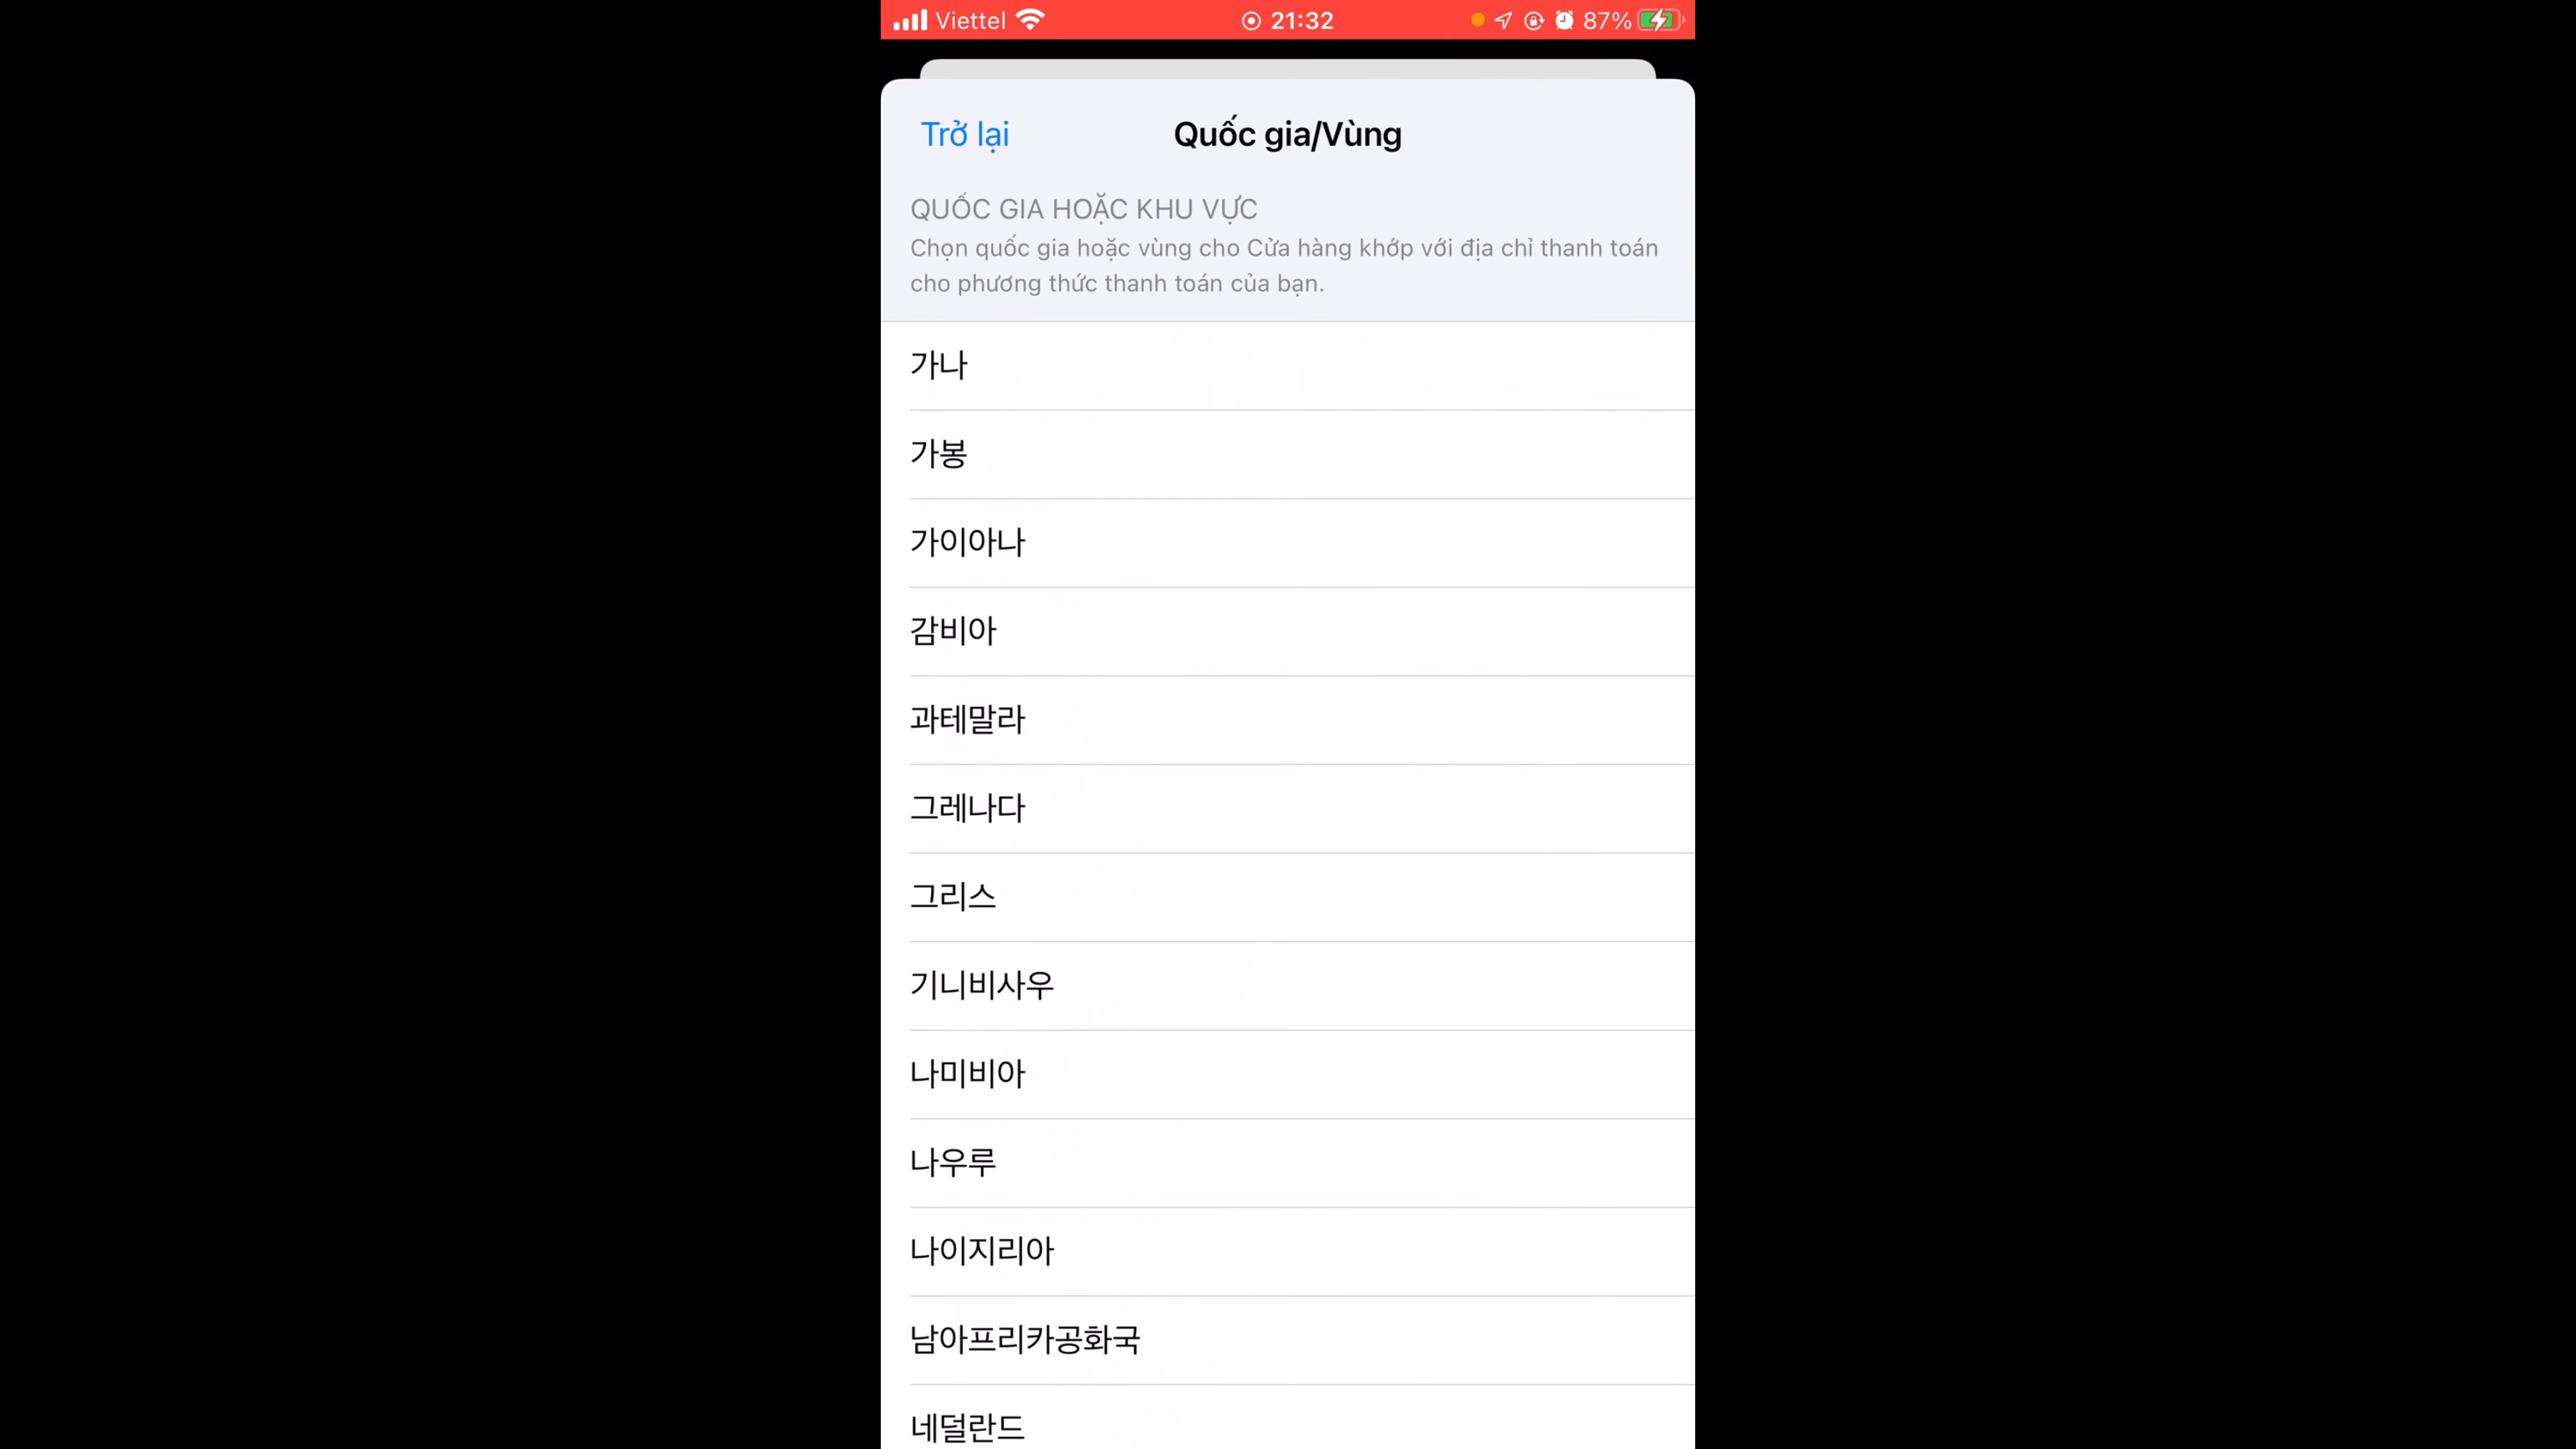 Viettel 21:32 87%
Trở lại Quốc gia/Vùng
QUỐC GIA HOẶC KHU VỰC
Chọn quốc gia hoặc vùng cho Cửa hàng khớp với địa chỉ thanh toán
cho phương thức thanh toán của bạn.
가나
가봉
가이아나
감비아
과테말라
그레나다
그리스
기니비사우
나미비아
나우루
나이지리아
남아프리카공화국
네덜란드